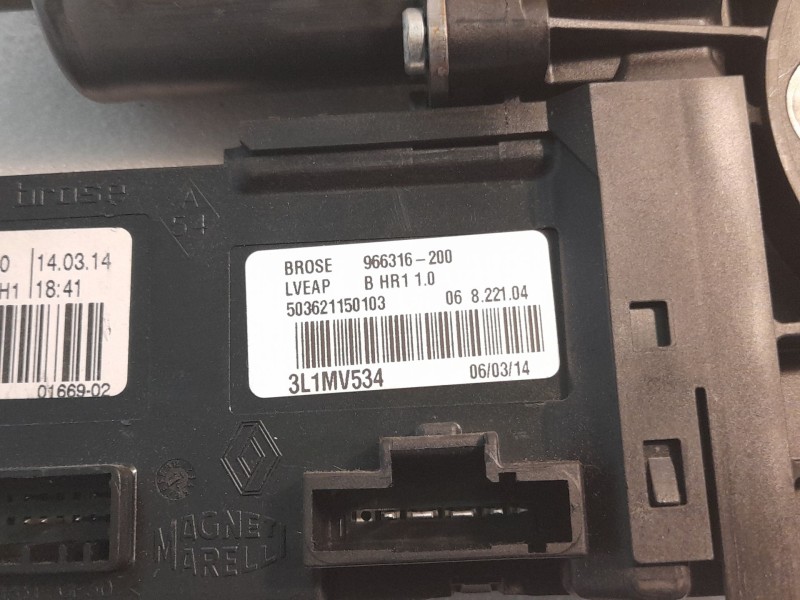 brose
A
54
0 14.03.14
H1 18:41
01669-02
BROSE 966316-200
LVEAP B HR1 1.0
503621150103 06 8.221.04
3L1MV534 06/03/14
MAGNETI
MARELLI